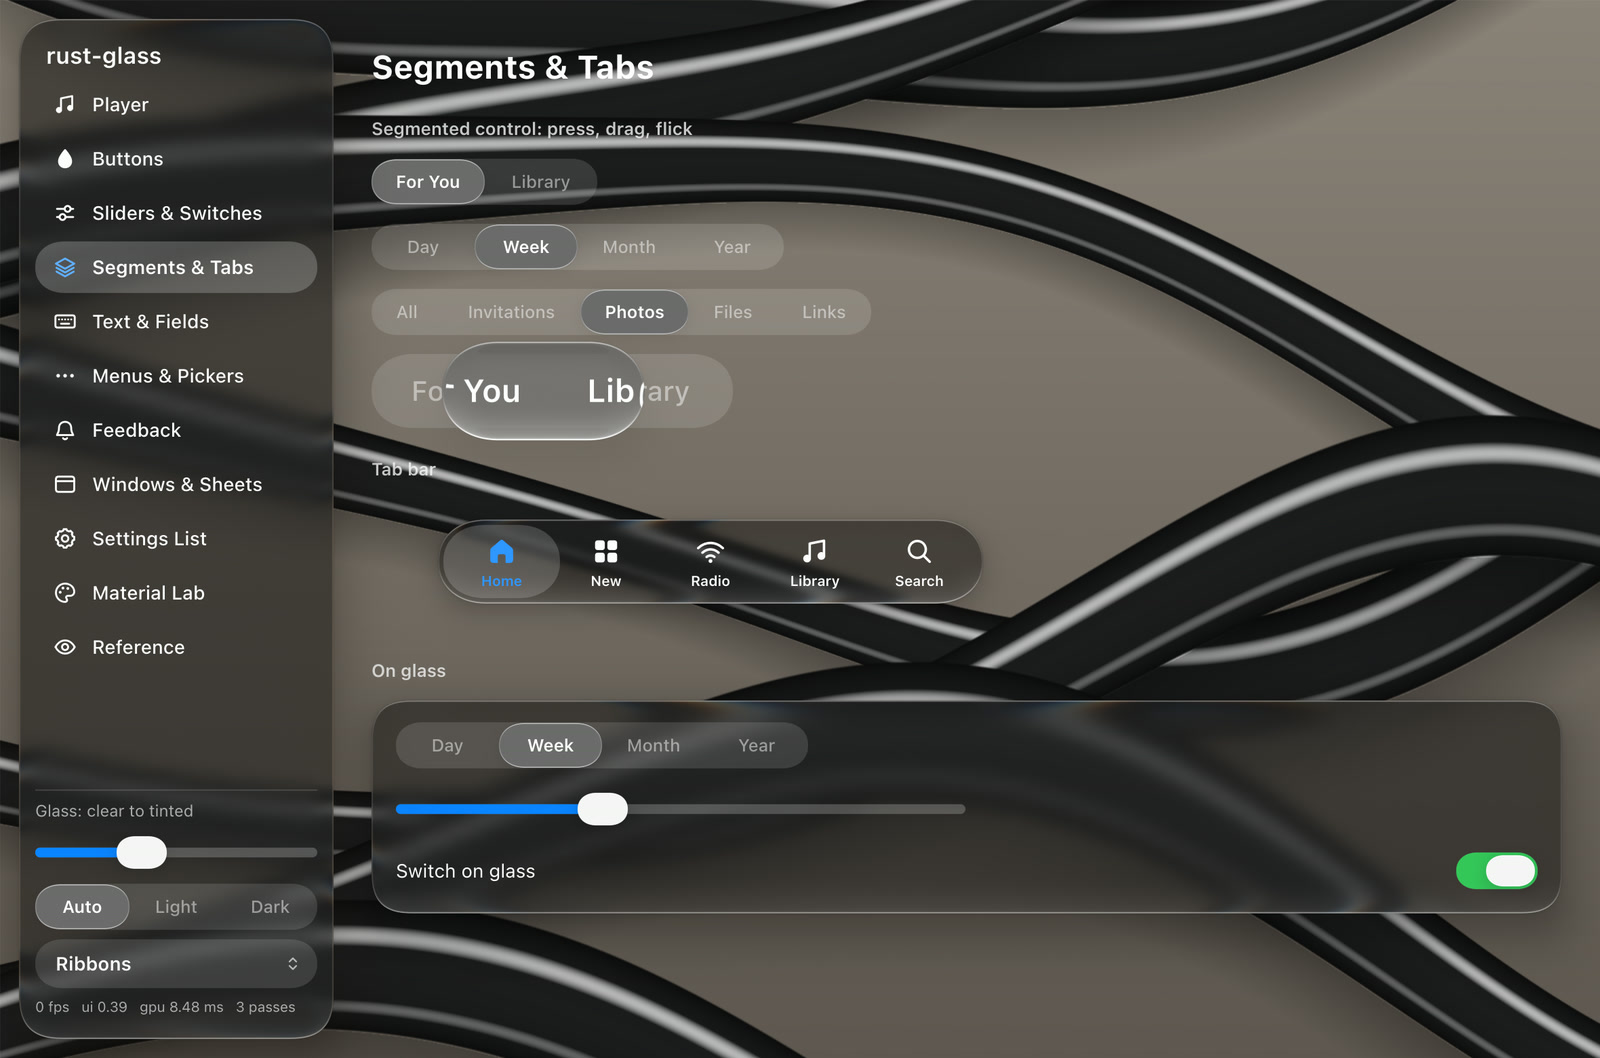 rust-glass
Player
Buttons
Sliders & Switches
Segments & Tabs
Text & Fields
Menus & Pickers
Feedback
Windows & Sheets
Settings List
Material Lab
Reference
Glass: clear to tinted
Auto Light Dark
Ribbons
0 fps ui 0.39 gpu 8.48 ms 3 passes
Segments & Tabs
Segmented control: press, drag, flick
For You Library
Day Week Month Year
All Invitations Photos Files Links
For You Library
Tab bar
Home New Radio Library Search
On glass
Day Week Month Year
Switch on glass